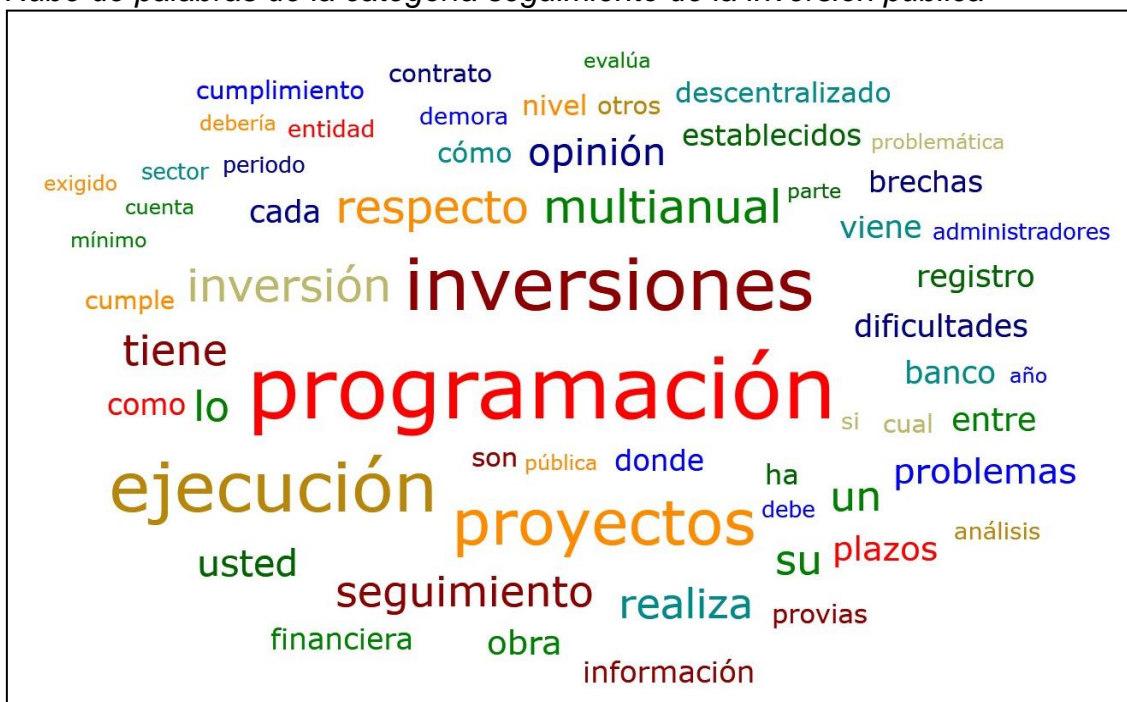 Nube de palabras de la categoría seguimiento de la inversión pública
evalúa
contrato
cumplimiento
descentralizado
nivel otros
demora
debería entidad
establecidos
problemática
cómo opinión
sector periodo
exigido
brechas
parte
cuenta
cada respecto multianual
viene administradores
mínimo
inversión inversiones
registro
cumple
dificultades
tiene
banco año
programación
como lo
si cual entre
son pública donde
problemas
ejecución
ha
un
debe
proyectos
análisis
plazos
su
usted
seguimiento realiza
provias
financiera obra
información